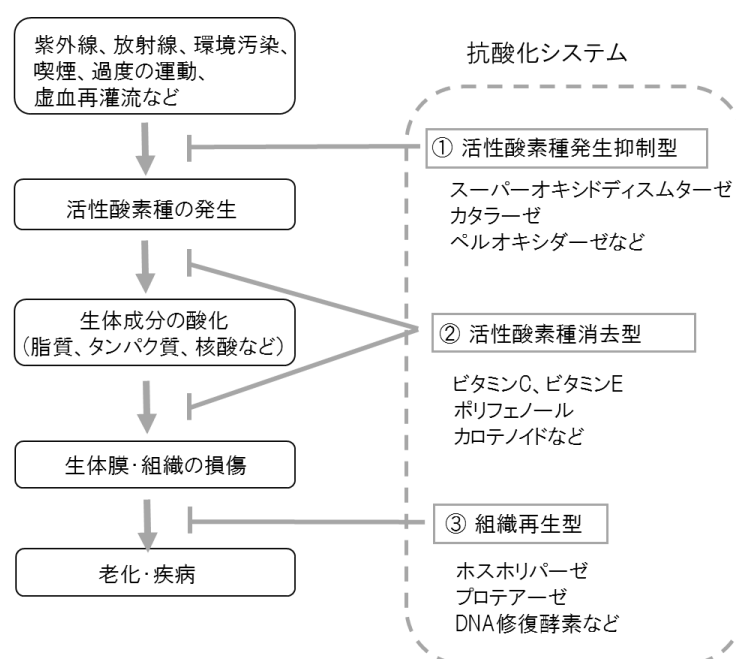 紫外線、放射線、環境汚染、
喫煙、過度の運動、
虚血再灌流など
活性酸素種の発生
生体成分の酸化
(脂質、タンパク質、核酸など)
生体膜・組織の損傷
老化・疾病
抗酸化システム
① 活性酸素種発生抑制型
スーパーオキシドディスムターゼ
カタラーゼ
ペルオキシダーゼなど
② 活性酸素種消去型
ビタミンC、ビタミンE
ポリフェノール
カロテノイドなど
③ 組織再生型
ホスホリパーゼ
プロテアーゼ
DNA修復酵素など